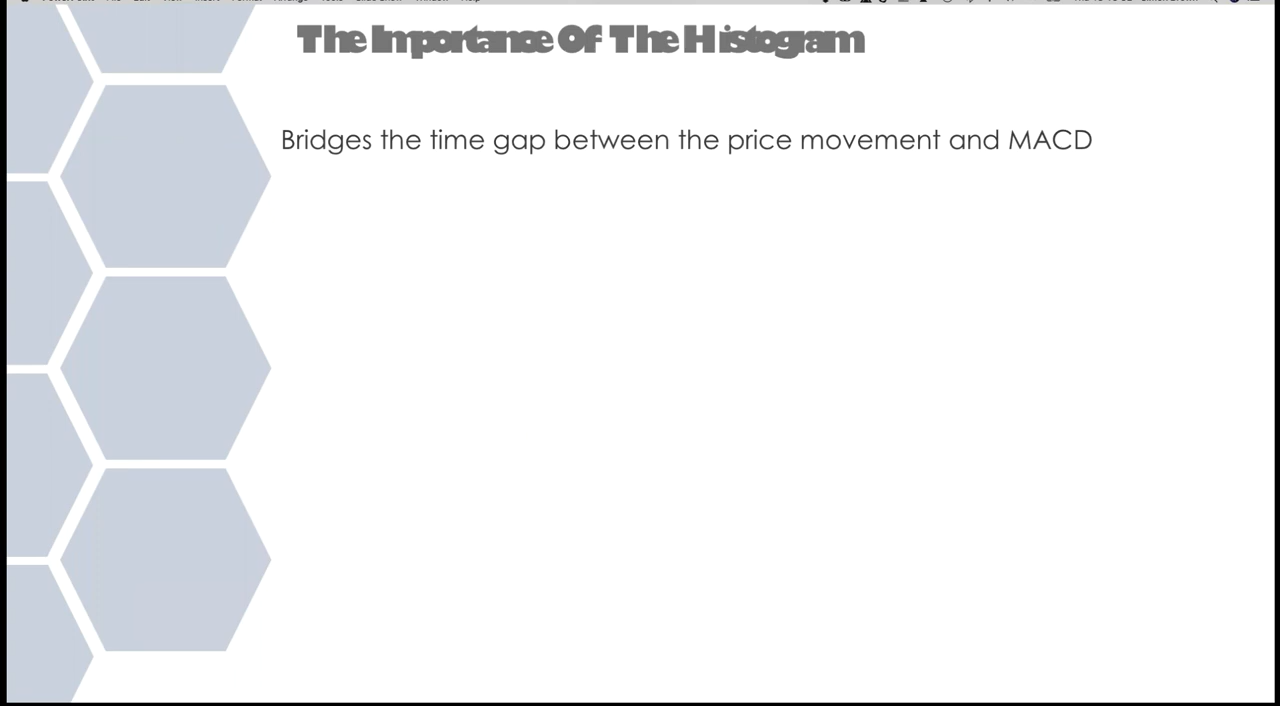 The Importance Of The Histogram
Bridges the time gap between the price movement and MACD